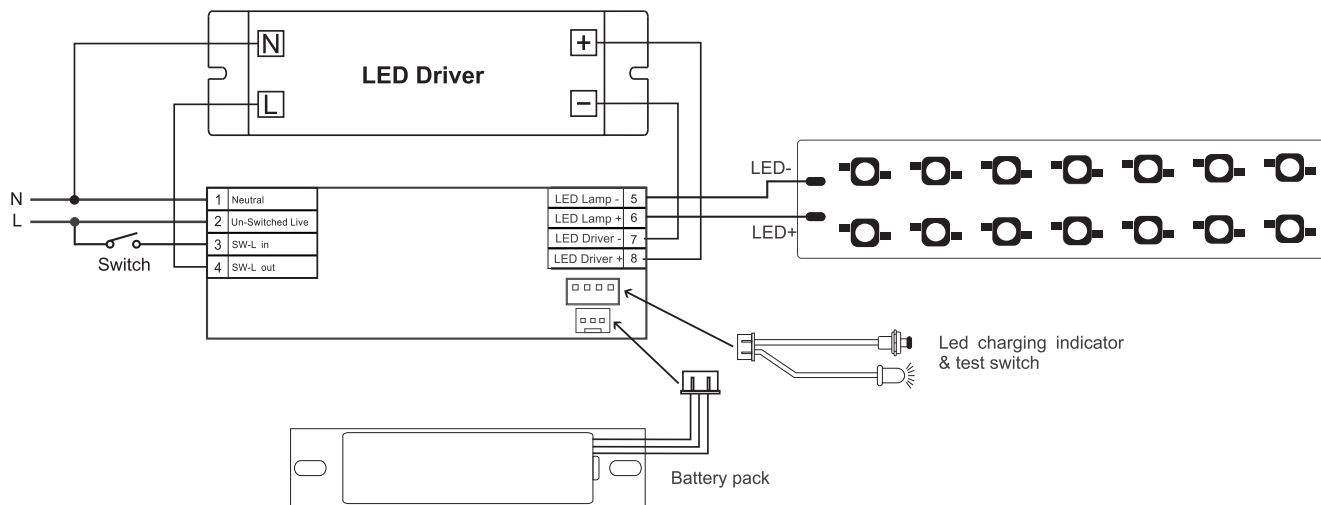 N
+
LED Driver
L
−
LED-
N
1 Neutral
LED Lamp - 5
L
2 Un-Switched Live
LED Lamp + 6
LED+
3 SW-L in
LED Driver - 7
Switch
4 SW-L out
LED Driver + 8
Led charging indicator
& test switch
Battery pack